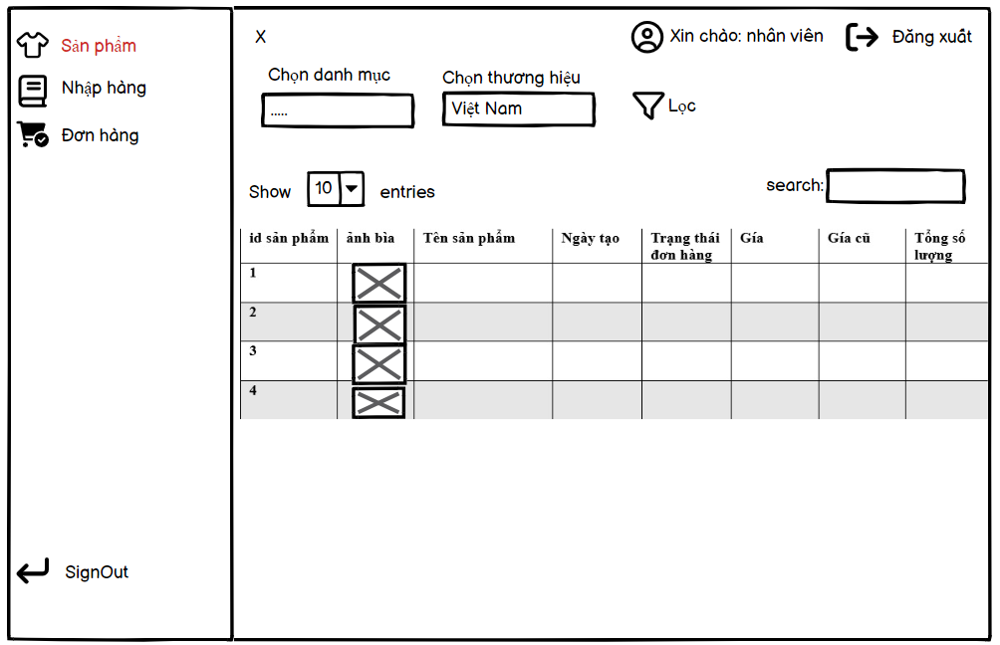 Sản phẩm
Nhập hàng
Đơn hàng
SignOut
X
Xin chào: nhân viên
Đăng xuất
Chọn danh mục
.....
Chọn thương hiệu
Việt Nam
Lọc
Show 10 entries
search:
id sản phẩm
ảnh bìa
Tên sản phẩm
Ngày tạo
Trạng thái
đơn hàng
Gía
Gía cũ
Tổng số
lượng
1
2
3
4